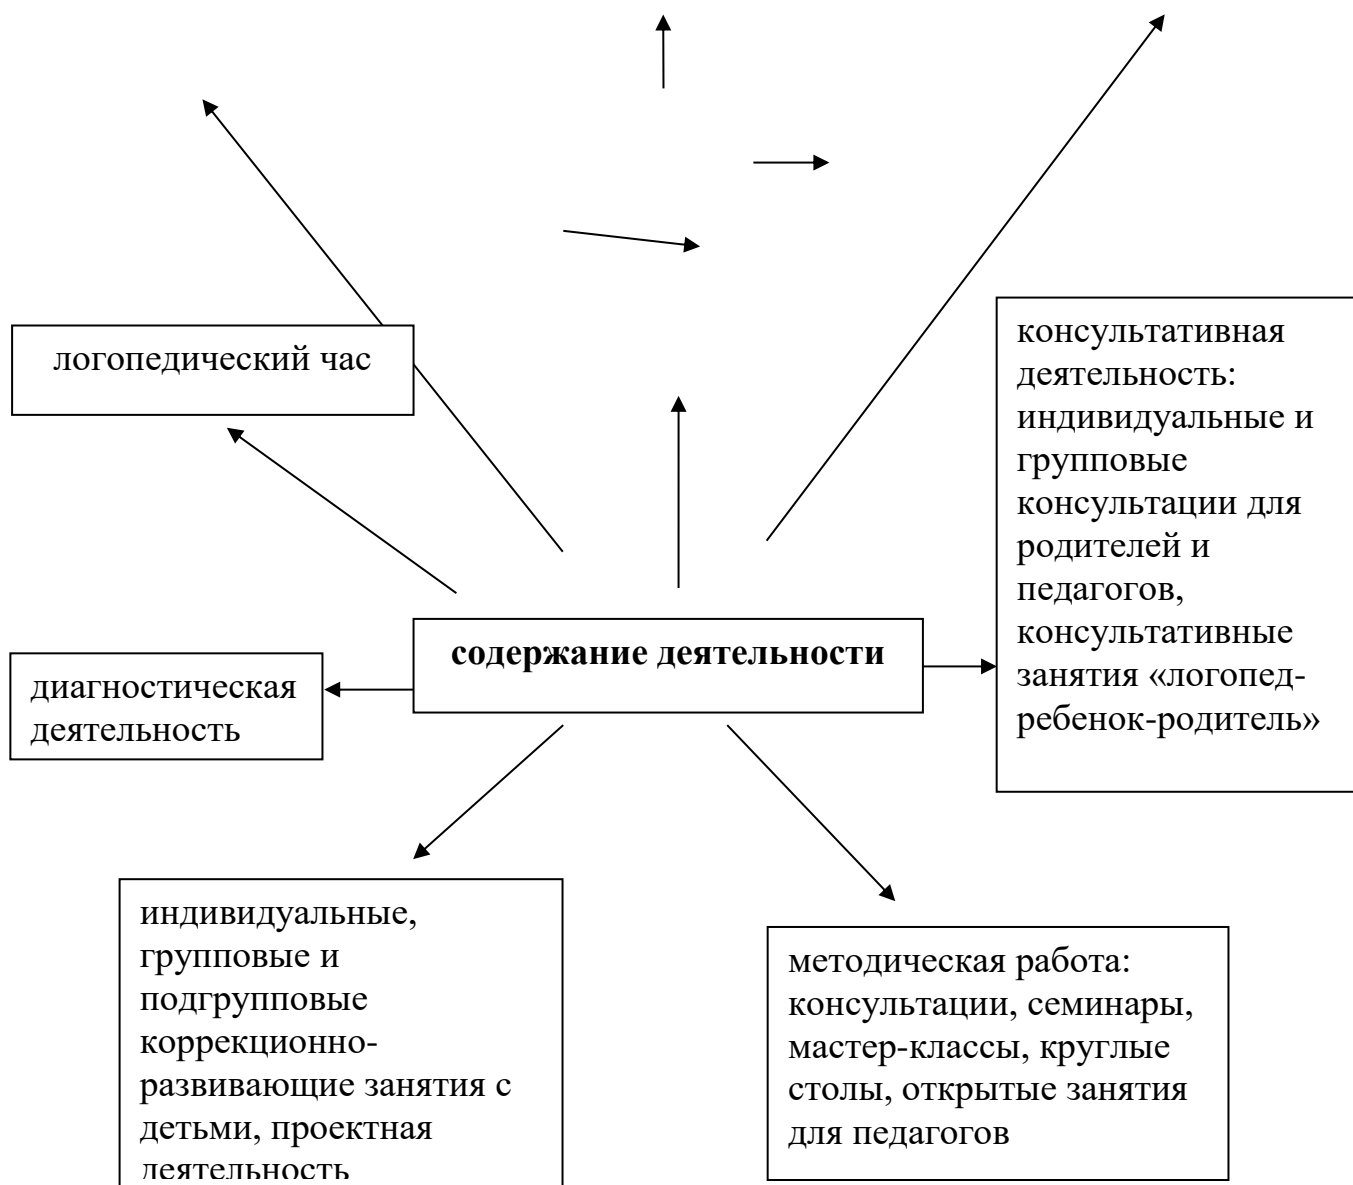 логопедический час
консультативная
деятельность:
индивидуальные и
групповые
консультации для
родителей и
педагогов,
консультативные
занятия «логопед-
ребенок-родитель»
содержание деятельности
диагностическая
деятельность
индивидуальные,
групповые и
подгрупповые
коррекционно-
развивающие занятия с
детьми, проектная
деятельность
методическая работа:
консультации, семинары,
мастер-классы, круглые
столы, открытые занятия
для педагогов